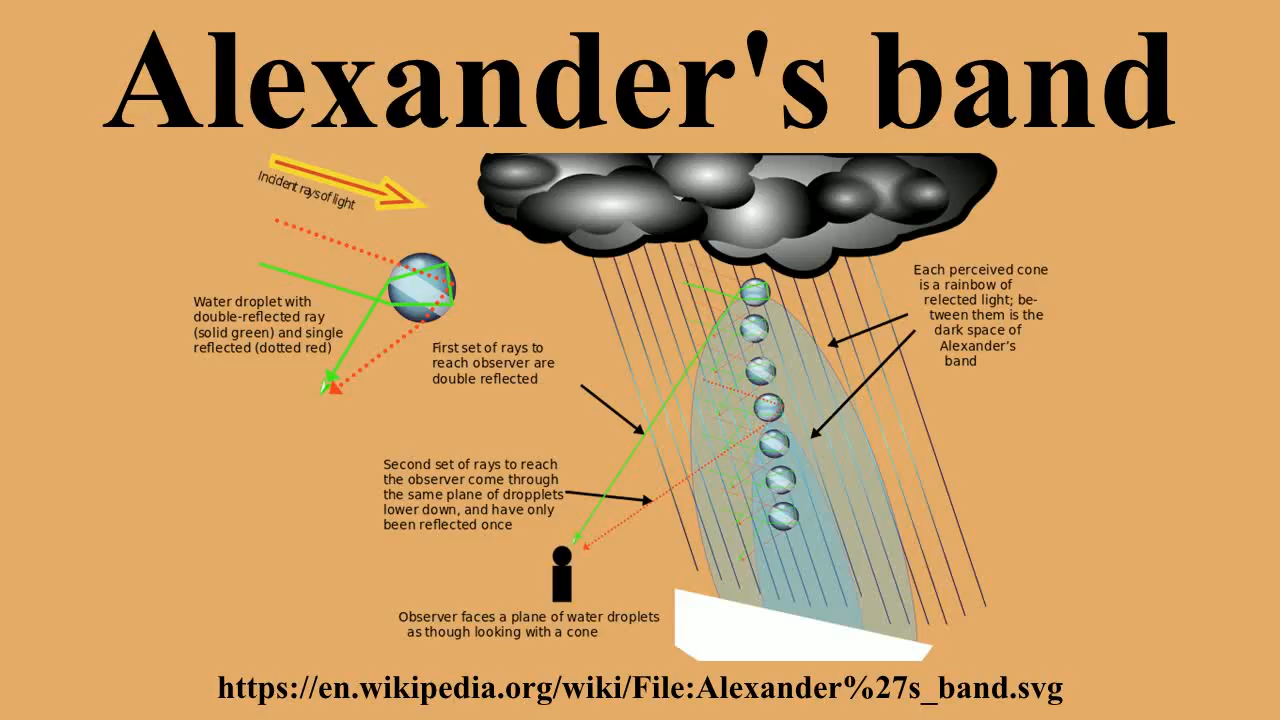 Alexander's band
Incident rays of light
Water droplet with
double-reflected ray
(solid green) and single
reflected (dotted red)
First set of rays to
reach observer are
double reflected
Each perceived cone
is a rainbow of
relected light; be-
tween them is the
dark space of
Alexander's
band
Second set of rays to reach
the observer come through
the same plane of dropplets
lower down, and have only
been reflected once
Observer faces a plane of water droplets
as though looking with a cone
https://en.wikipedia.org/wiki/File:Alexander%27s_band.svg